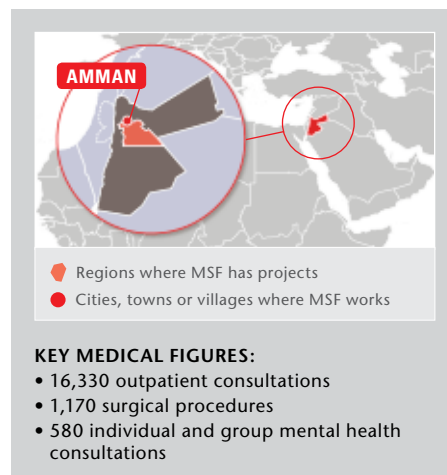 AMMAN
Regions where MSF has projects
Cities, towns or villages where MSF works
KEY MEDICAL FIGURES:
• 16,330 outpatient consultations
• 1,170 surgical procedures
• 580 individual and group mental health
consultations